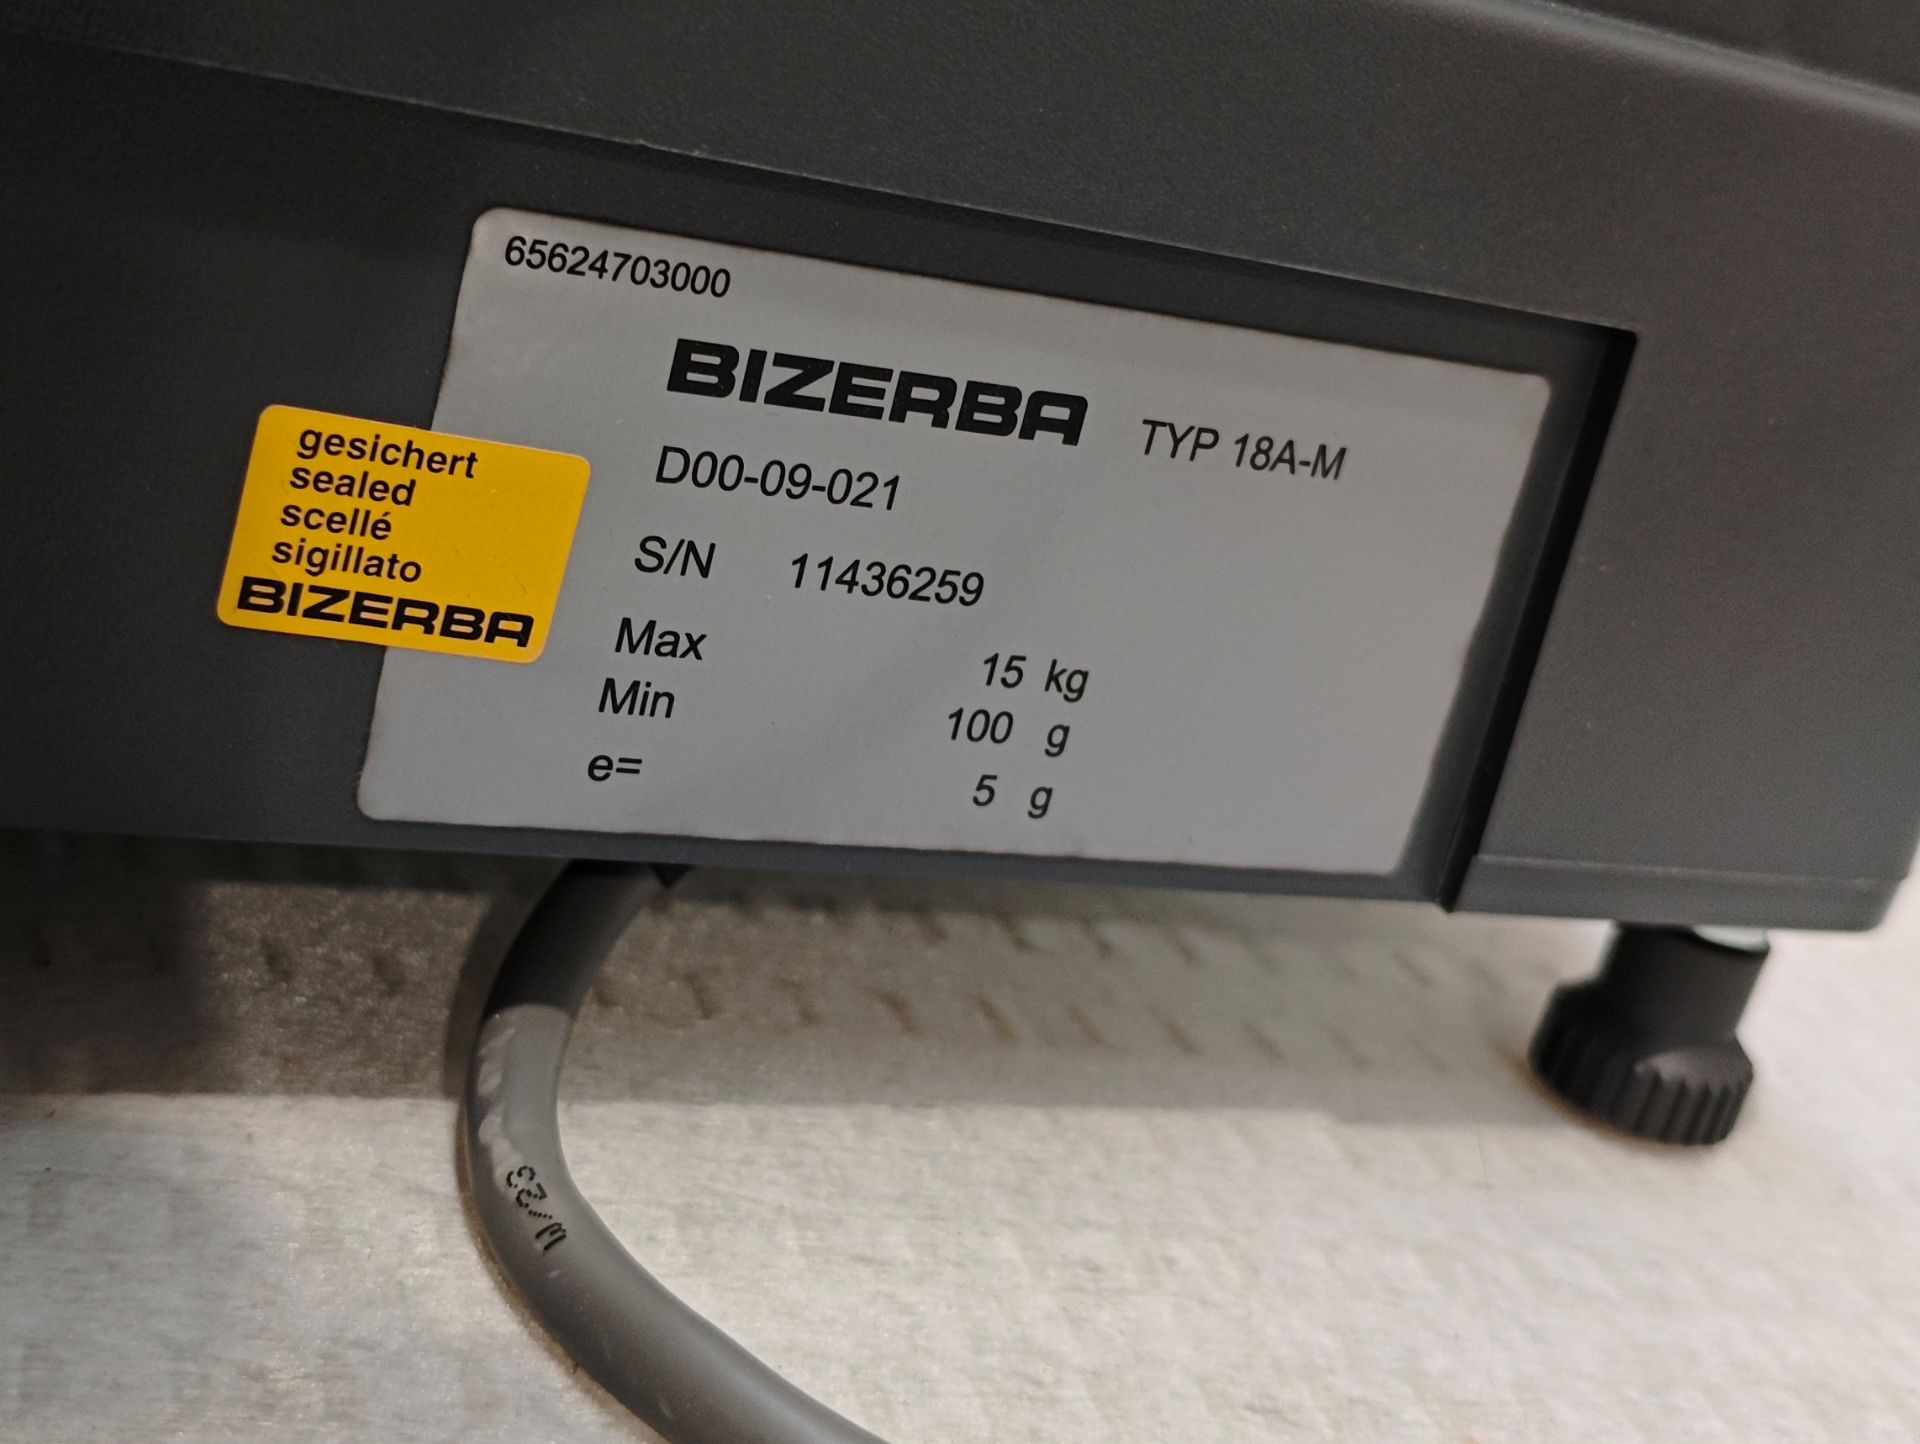 65624703000
BIZERBA TYP 18A-M
D00-09-021
S/N 11436259
Max 15 kg
Min 100 g
e= 5 g
gesichert
sealed
scellé
sigillato
BIZERBA